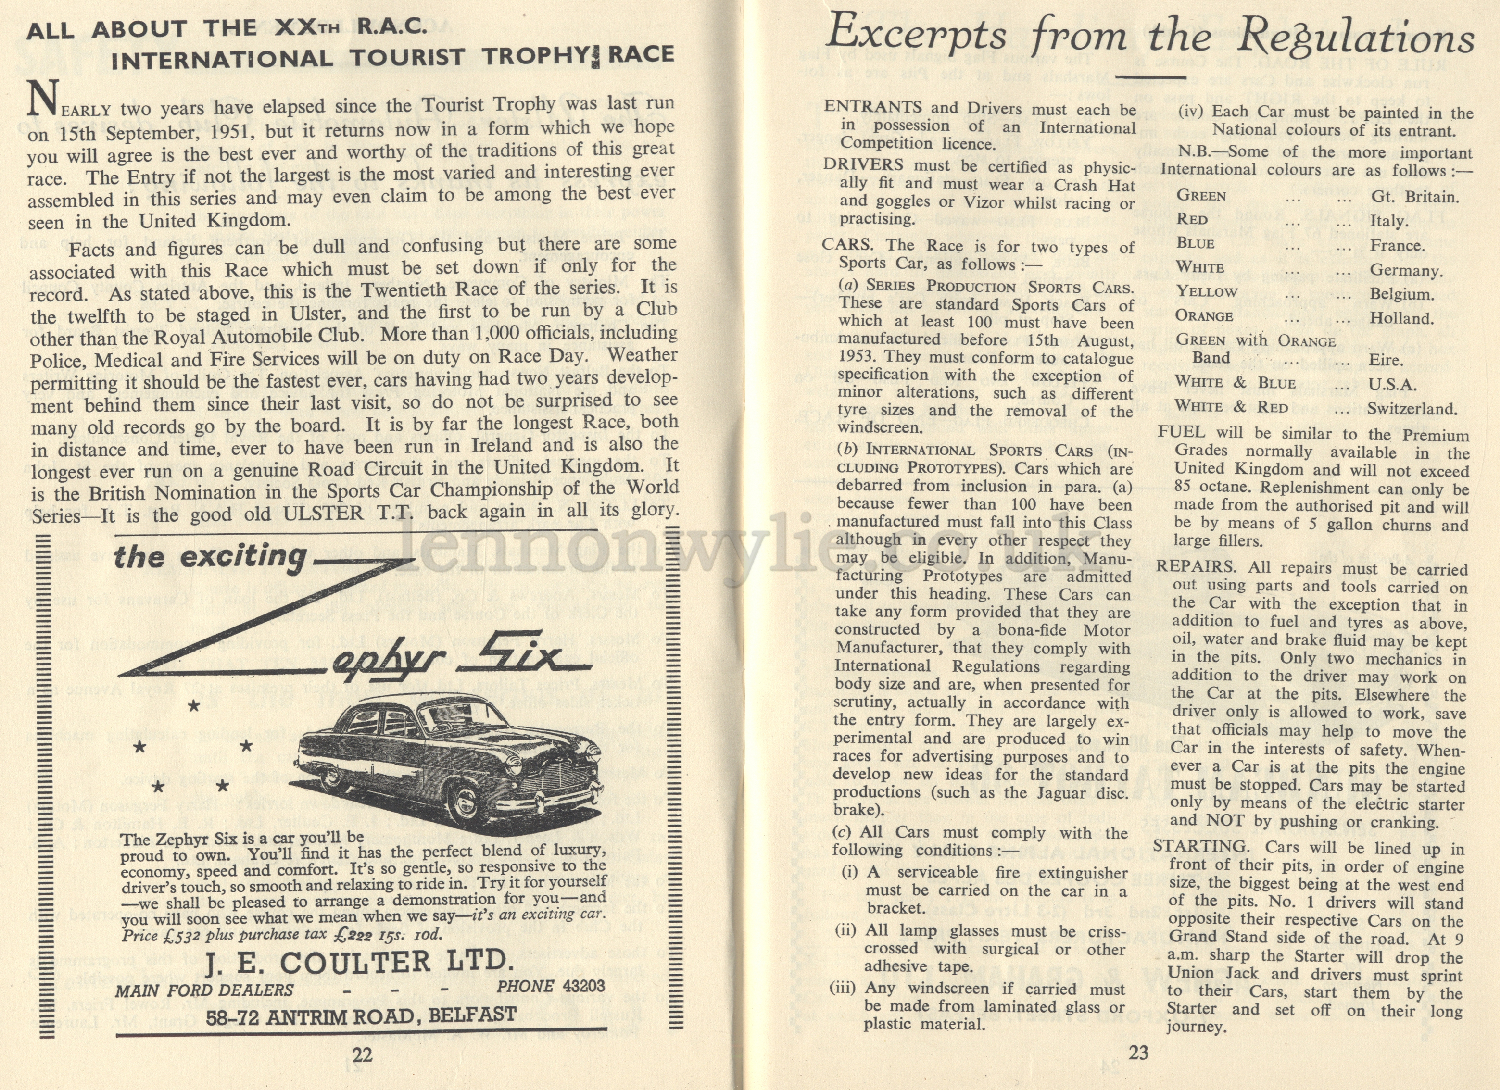 ALL ABOUT THE XXTH R.A.C.
INTERNATIONAL TOURIST TROPHY RACE
NEARLY two years have elapsed since the Tourist Trophy was last run
on 15th September, 1951, but it returns now in a form which we hope
you will agree is the best ever and worthy of the traditions of this great
race. The Entry if not the largest is the most varied and interesting ever
assembled in this series and may even claim to be among the best ever
seen in the United Kingdom.
Facts and figures can be dull and confusing but there are some
associated with this Race which must be set down if only for the
record. As stated above, this is the Twentieth Race of the series. It is
the twelfth to be staged in Ulster, and the first to be run by a Club
other than the Royal Automobile Club. More than 1,000 officials, including
Police, Medical and Fire Services will be on duty on Race Day. Weather
permitting it should be the fastest ever, cars having had two years develop-
ment behind them since their last visit, so do not be surprised to see
many old records go by the board. It is by far the longest Race, both
in distance and time, ever to have been run in Ireland and is also the
longest ever run on a genuine Road Circuit in the United Kingdom. It
is the British Nomination in the Sports Car Championship of the World
Series—It is the good old ULSTER T.T. back again in all its glory.
the exciting
Zephyr Six
The Zephyr Six is a car you'll be
proud to own. You'll find it has the perfect blend of luxury,
economy, speed and comfort. It's so gentle, so responsive to the
driver's touch, so smooth and relaxing to ride in. Try it for yourself
—we shall be pleased to arrange a demonstration for you—and
you will soon see what we mean when we say—it's an exciting car.
Price £532 plus purchase tax £222 15s. 10d.
J. E. COULTER LTD.
MAIN FORD DEALERS - - - PHONE 43203
58-72 ANTRIM ROAD, BELFAST
22
Excerpts from the Regulations
ENTRANTS and Drivers must each be
in possession of an International
Competition licence.
DRIVERS must be certified as physic-
ally fit and must wear a Crash Hat
and goggles or Vizor whilst racing or
practising.
CARS. The Race is for two types of
Sports Car, as follows :—
(a) SERIES PRODUCTION SPORTS CARS.
These are standard Sports Cars of
which at least 100 must have been
manufactured before 15th August,
1953. They must conform to catalogue
specification with the exception of
minor alterations, such as different
tyre sizes and the removal of the
windscreen.
(b) INTERNATIONAL SPORTS CARS (IN-
CLUDING PROTOTYPES). Cars which are
debarred from inclusion in para. (a)
because fewer than 100 have been
manufactured must fall into this Class
although in every other respect they
may be eligible. In addition, Manu-
facturing Prototypes are admitted
under this heading. These Cars can
take any form provided that they are
constructed by a bona-fide Motor
Manufacturer, that they comply with
International Regulations regarding
body size and are, when presented for
scrutiny, actually in accordance with
the entry form. They are largely ex-
perimental and are produced to win
races for advertising purposes and to
develop new ideas for the standard
productions (such as the Jaguar disc.
brake).
(c) All Cars must comply with the
following conditions :—
(i) A serviceable fire extinguisher
must be carried on the car in a
bracket.
(ii) All lamp glasses must be criss-
crossed with surgical or other
adhesive tape.
(iii) Any windscreen if carried must
be made from laminated glass or
plastic material.
(iv) Each Car must be painted in the
National colours of its entrant.
N.B.—Some of the more important
International colours are as follows :—
GREEN ... ... Gt. Britain.
RED ... ... Italy.
BLUE ... ... France.
WHITE ... ... Germany.
YELLOW ... ... Belgium.
ORANGE ... ... Holland.
GREEN with ORANGE
Band ... ... Eire.
WHITE & BLUE ... U.S.A.
WHITE & RED ... Switzerland.
FUEL will be similar to the Premium
Grades normally available in the
United Kingdom and will not exceed
85 octane. Replenishment can only be
made from the authorised pit and will
be by means of 5 gallon churns and
large fillers.
REPAIRS. All repairs must be carried
out using parts and tools carried on
the Car with the exception that in
addition to fuel and tyres as above,
oil, water and brake fluid may be kept
in the pits. Only two mechanics in
addition to the driver may work on
the Car at the pits. Elsewhere the
driver only is allowed to work, save
that officials may help to move the
Car in the interests of safety. When-
ever a Car is at the pits the engine
must be stopped. Cars may be started
only by means of the electric starter
and NOT by pushing or cranking.
STARTING. Cars will be lined up in
front of their pits, in order of engine
size, the biggest being at the west end
of the pits. No. 1 drivers will stand
opposite their respective Cars on the
Grand Stand side of the road. At 9
a.m. sharp the Starter will drop the
Union Jack and drivers must sprint
to their Cars, start them by the
Starter and set off on their long
journey.
23
lennonwylie.co.uk